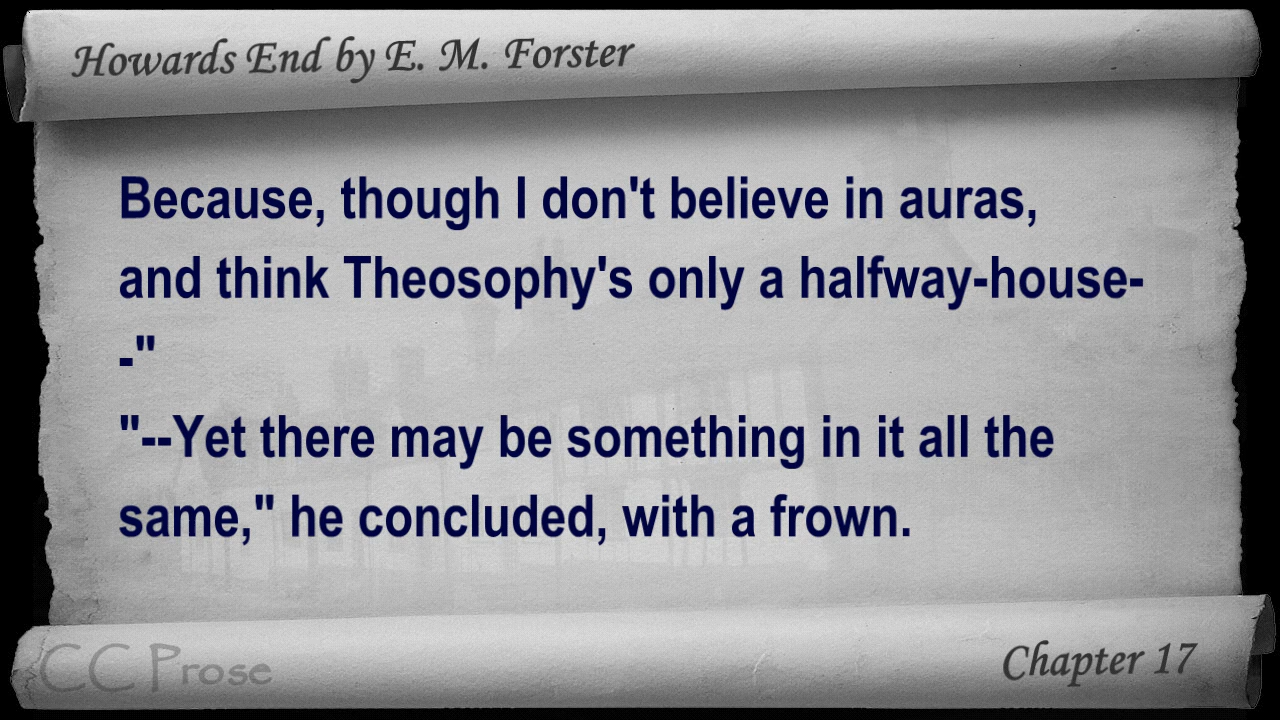 Howards End by E. M. Forster
Because, though I don't believe in auras,
and think Theosophy's only a halfway-house-
-"
"--Yet there may be something in it all the
same," he concluded, with a frown.
CC Prose
Chapter 17